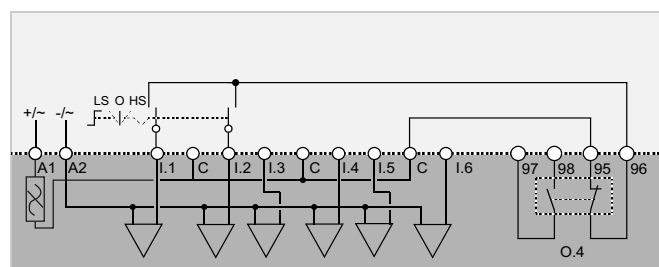 LS O HS
+/~ -/~
A1 A2 I.1 C I.2 I.3 C I.4 I.5 C I.6 97 98 95 96
O.4